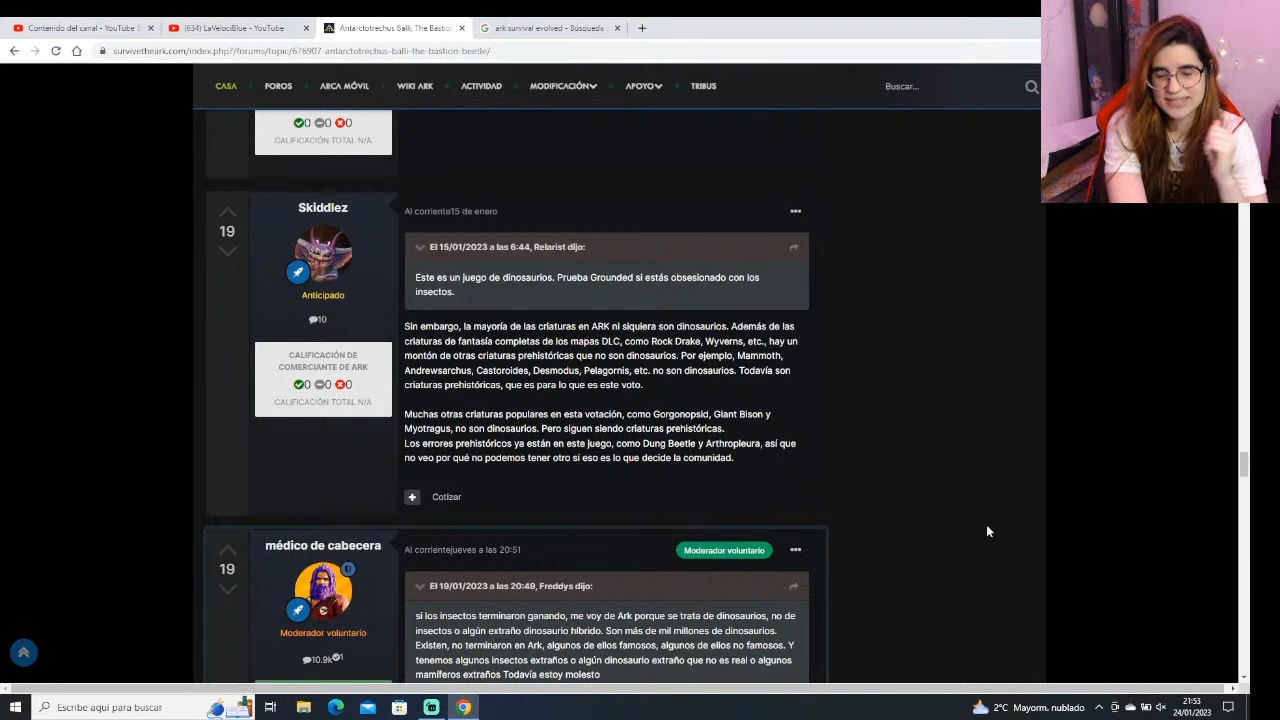 Contenido del canal - YouTube S
(634) LaVelociBlue - YouTube
Antarctotrechus Balli, The Bastion
ark survival evolved - Búsqueda
survivetheark.com/index.php?/forums/topic/676907-antarctotrechus-balli-the-bastion-beetle/
CASA
FOROS
ARCA MÓVIL
WIKI ARK
ACTIVIDAD
MODIFICACIÓN
APOYO
TRIBUS
Buscar...
0 0 0
CALIFICACIÓN TOTAL N/A
19
Skiddlez
Anticipado
10
CALIFICACIÓN DE
COMERCIANTE DE ARK
0 0 0
CALIFICACIÓN TOTAL N/A
Al corriente15 de enero
El 15/01/2023 a las 6:44, Relarist dijo:
Este es un juego de dinosaurios. Prueba Grounded si estás obsesionado con los
insectos.
Sin embargo, la mayoría de las criaturas en ARK ni siquiera son dinosaurios. Además de las
criaturas de fantasía completas de los mapas DLC, como Rock Drake, Wyverns, etc., hay un
montón de otras criaturas prehistóricas que no son dinosaurios. Por ejemplo, Mammoth,
Andrewsarchus, Castoroides, Desmodus, Pelagornis, etc. no son dinosaurios. Todavía son
criaturas prehistóricas, que es para lo que es este voto.
Muchas otras criaturas populares en esta votación, como Gorgonopsid, Giant Bison y
Myotragus, no son dinosaurios. Pero siguen siendo criaturas prehistóricas.
Los errores prehistóricos ya están en este juego, como Dung Beetle y Arthropleura, así que
no veo por qué no podemos tener otro si eso es lo que decide la comunidad.
Cotizar
19
médico de cabecera
Moderador voluntario
10.9k 1
Al corrientejueves a las 20:51
Moderador voluntario
El 19/01/2023 a las 20:49, Freddys dijo:
si los insectos terminaron ganando, me voy de Ark porque se trata de dinosaurios, no de
insectos o algún extraño dinosaurio híbrido. Son más de mil millones de dinosaurios.
Existen, no terminaron en Ark, algunos de ellos famosos, algunos de ellos no famosos. Y
tenemos algunos insectos extraños o algún dinosaurio extraño que no es real o algunos
mamíferos extraños Todavía estoy molesto
Escribe aquí para buscar
2°C Mayorm. nublado
21:53
24/01/2023